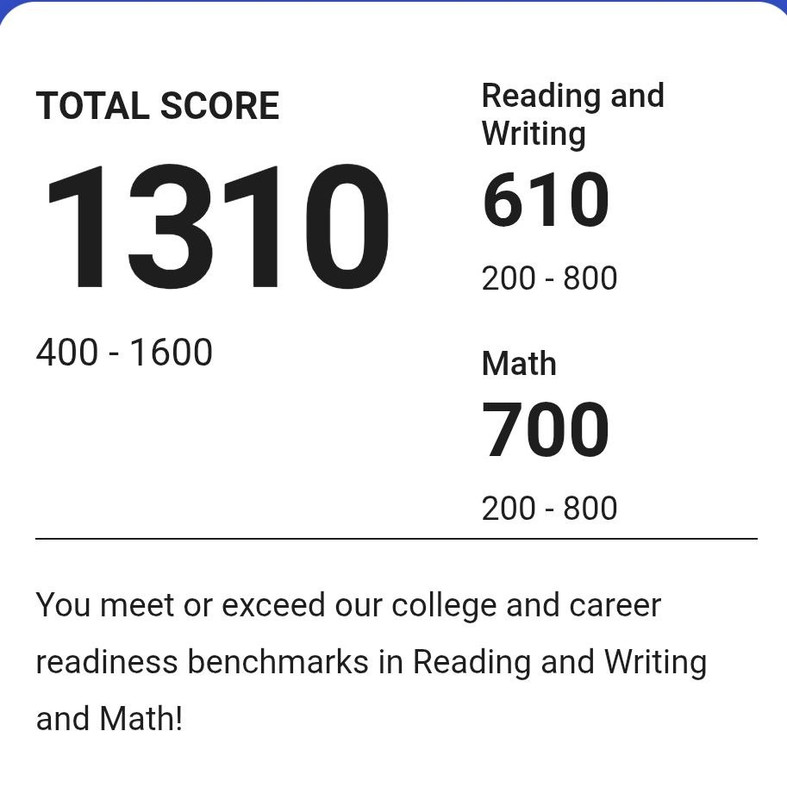 TOTAL SCORE
1310
400 - 1600
Reading and
Writing
610
200 - 800
Math
700
200 - 800
You meet or exceed our college and career
readiness benchmarks in Reading and Writing
and Math!